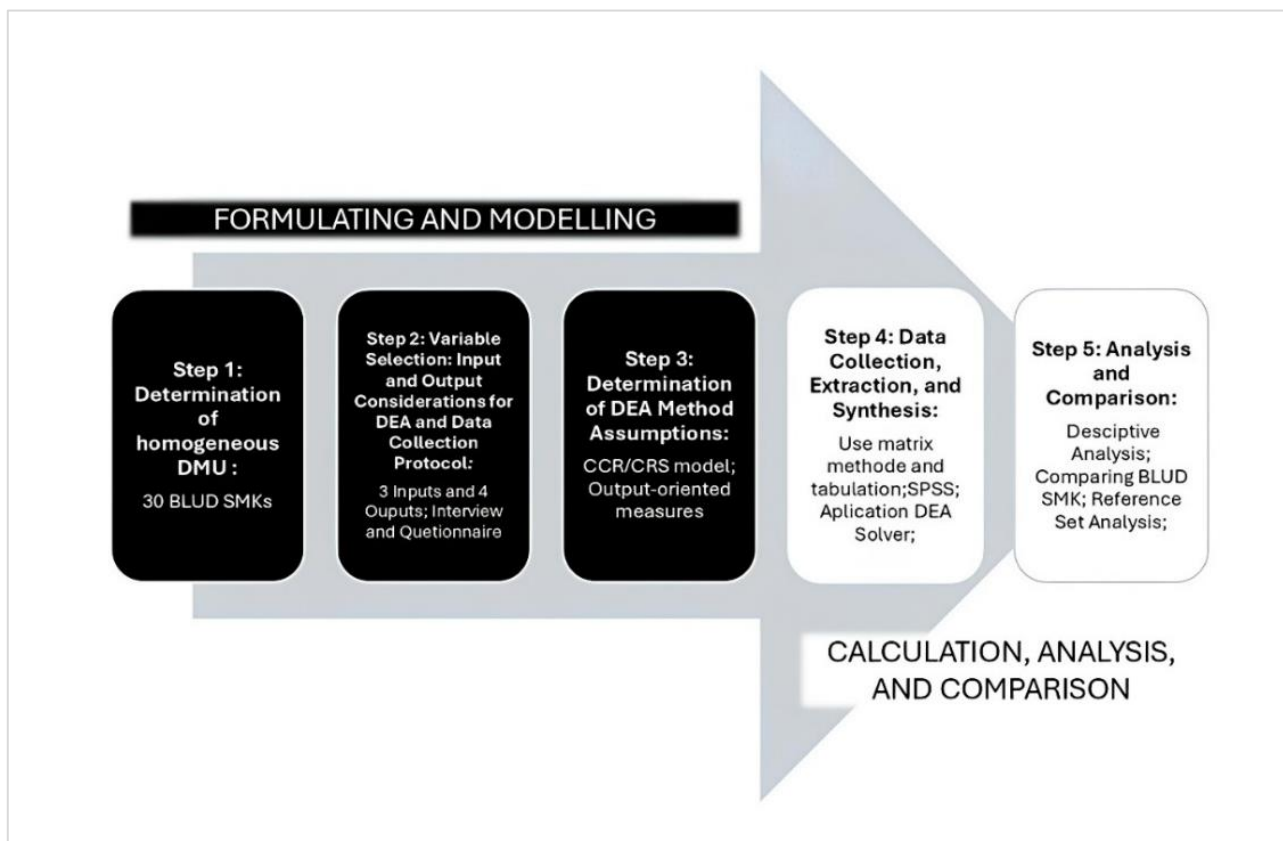 FORMULATING AND MODELLING
Step 1:
Determination
of
homogeneous
DMU :
30 BLUD SMKs
Step 2: Variable
Selection: Input
and Output
Considerations for
DEA and Data
Collection
Protocol:
3 Inputs and 4
Ouputs; Interview
and Quetionnaire
Step 3:
Determination
of DEA Method
Assumptions:
CCR/CRS model;
Output-oriented
measures
Step 4: Data
Collection,
Extraction, and
Synthesis:
Use matrix
methode and
tabulation;SPSS;
Aplication DEA
Solver;
Step 5: Analysis
and
Comparison:
Desciptive
Analysis;
Comparing BLUD
SMK; Reference
Set Analysis;
CALCULATION, ANALYSIS,
AND COMPARISON